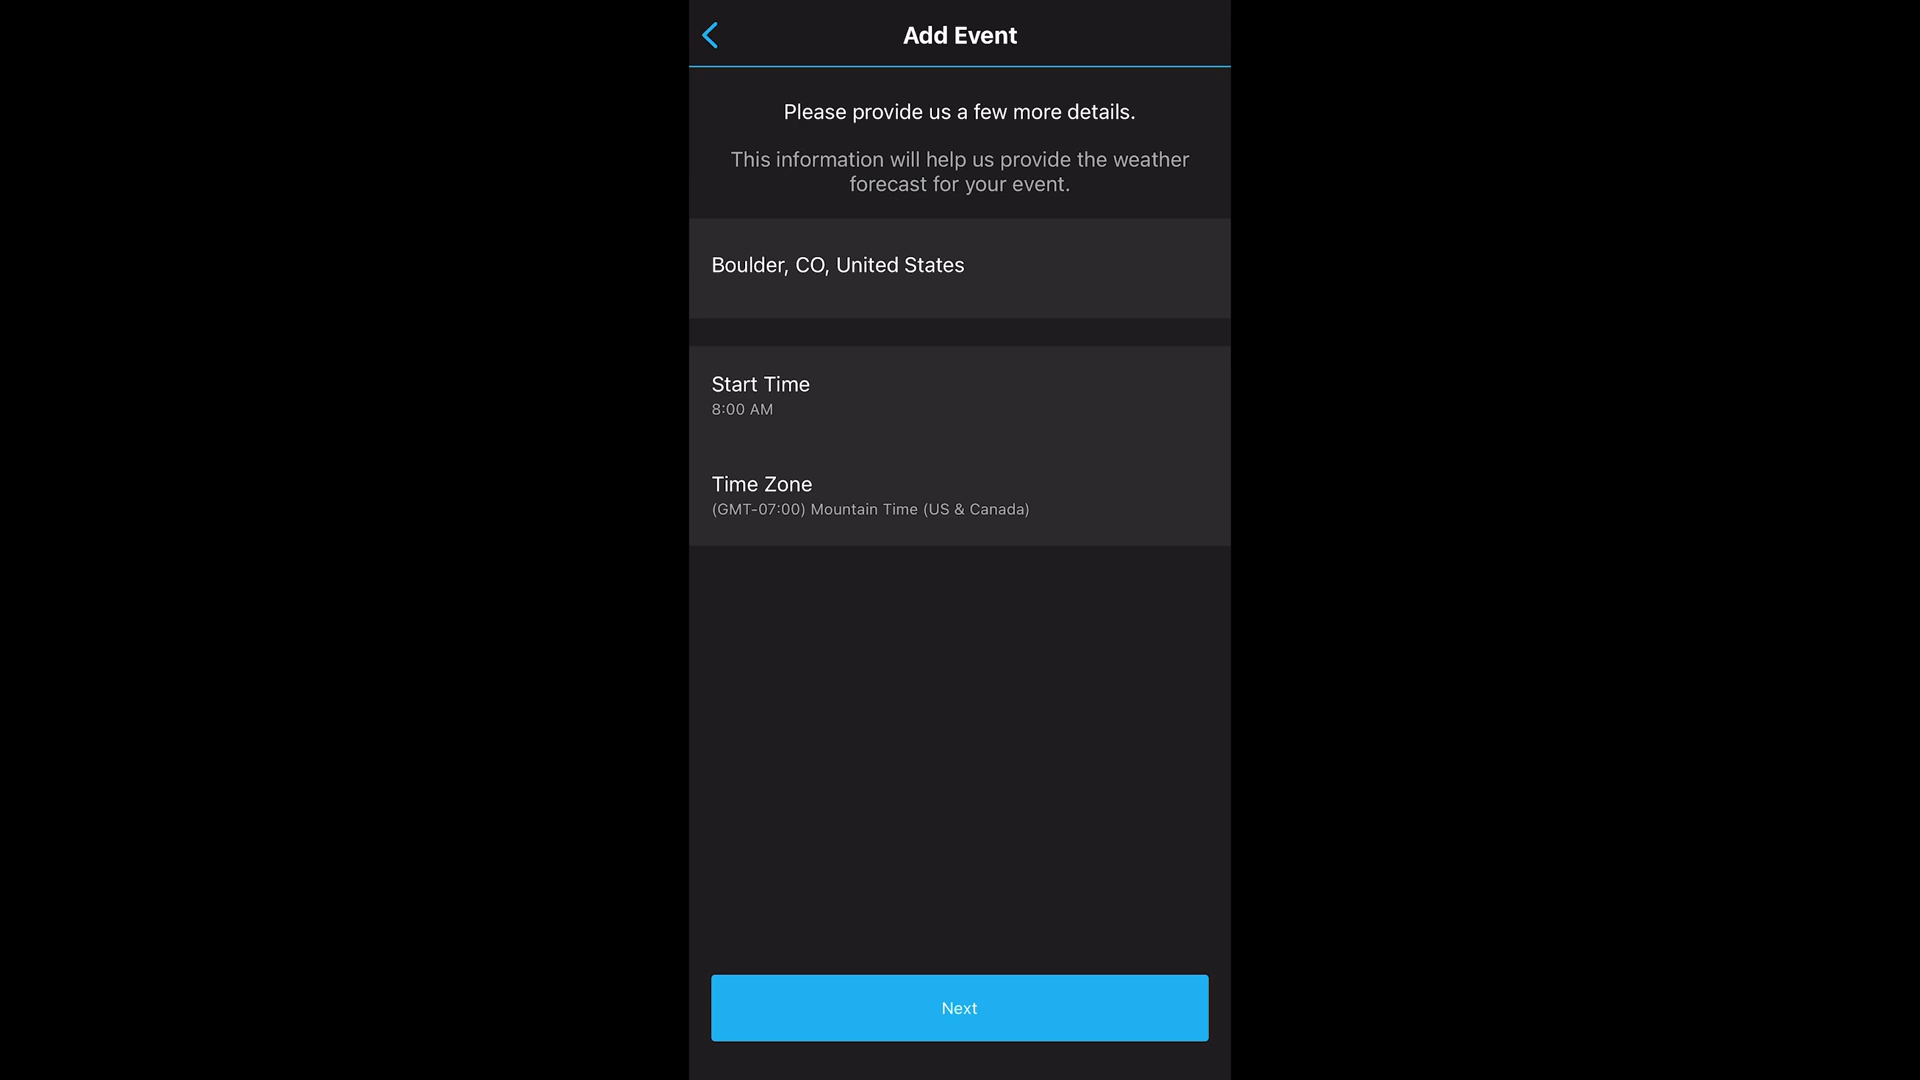 Add Event
Please provide us a few more details.
This information will help us provide the weather
forecast for your event.
Boulder, CO, United States
Start Time
8:00 AM
Time Zone
(GMT-07:00) Mountain Time (US & Canada)
Next